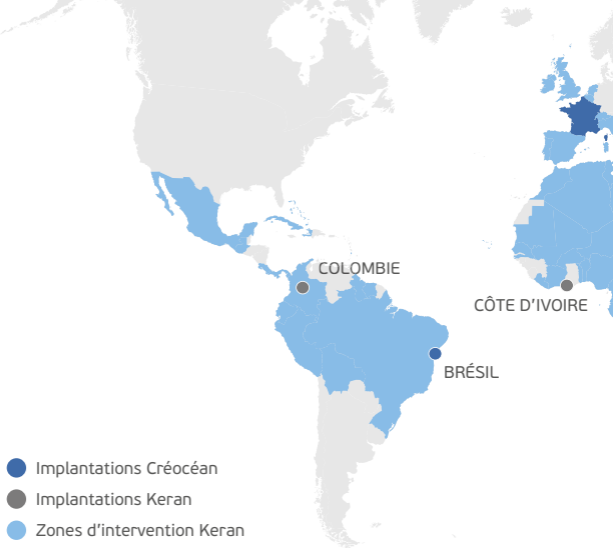 COLOMBIE
CÔTE D'IVOIRE
BRÉSIL
Implantations Créocéan
Implantations Keran
Zones d'intervention Keran